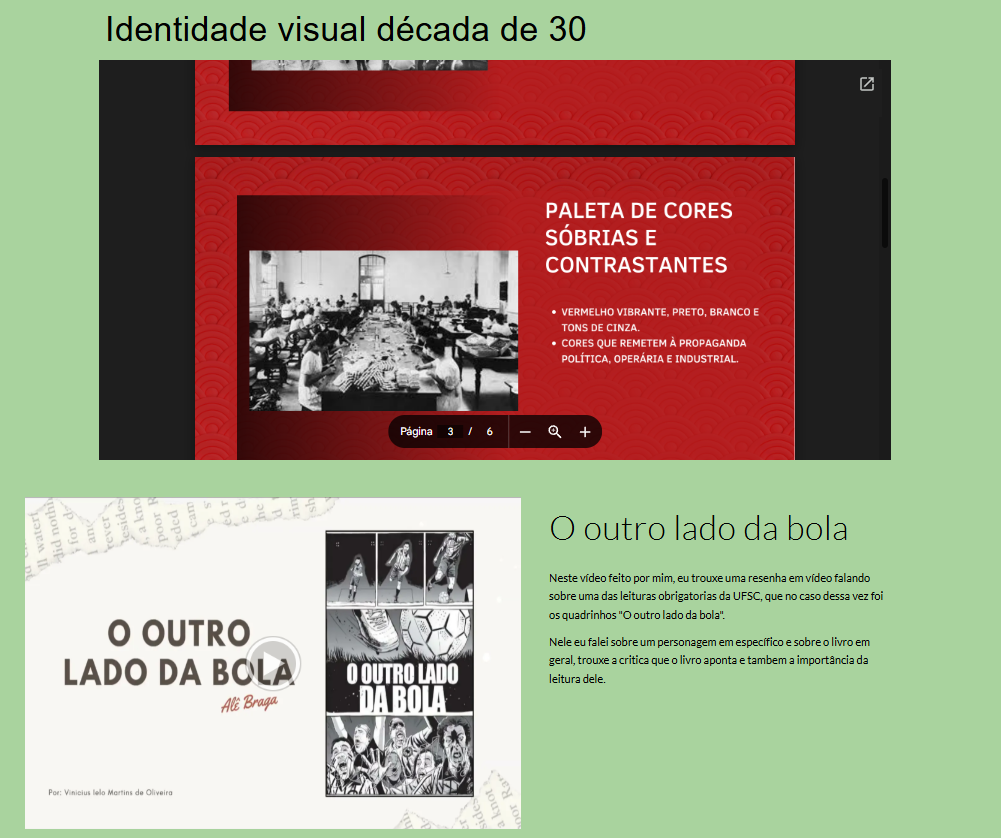 Identidade visual década de 30
PALETA DE CORES
SÓBRIAS E
CONTRASTANTES
VERMELHO VIBRANTE, PRETO, BRANCO E
TONS DE CINZA.
CORES QUE REMETEM À PROPAGANDA
POLÍTICA, OPERÁRIA E INDUSTRIAL.
Página 3 / 6
O OUTRO
LADO DA BOLA
Alê Braga
O OUTRO LADO
DA BOLA
Por: Vinicius Ielo Martins de Oliveira
O outro lado da bola
Neste vídeo feito por mim, eu trouxe uma resenha em vídeo falando
sobre uma das leituras obrigatorias da UFSC, que no caso dessa vez foi
os quadrinhos "O outro lado da bola".
Nele eu falei sobre um personagem em específico e sobre o livro em
geral, trouxe a critica que o livro aponta e tambem a importância da
leitura dele.